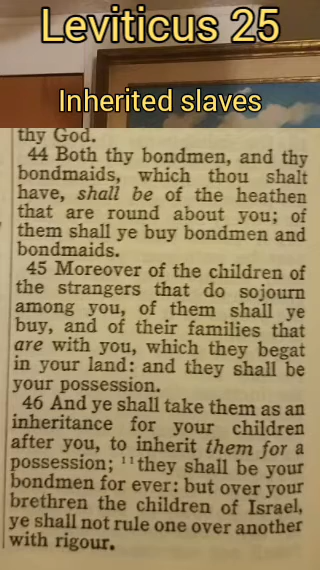 Leviticus 25
Inherited slaves
thy God.
44 Both thy bondmen, and thy
bondmaids, which thou shalt
have, shall be of the heathen
that are round about you; of
them shall ye buy bondmen and
bondmaids.
45 Moreover of the children of
the strangers that do sojourn
among you, of them shall ye
buy, and of their families that
are with you, which they begat
in your land: and they shall be
your possession.
46 And ye shall take them as an
inheritance for your children
after you, to inherit them for a
possession; 11 they shall be your
bondmen for ever: but over your
brethren the children of Israel,
ye shall not rule one over another
with rigour.